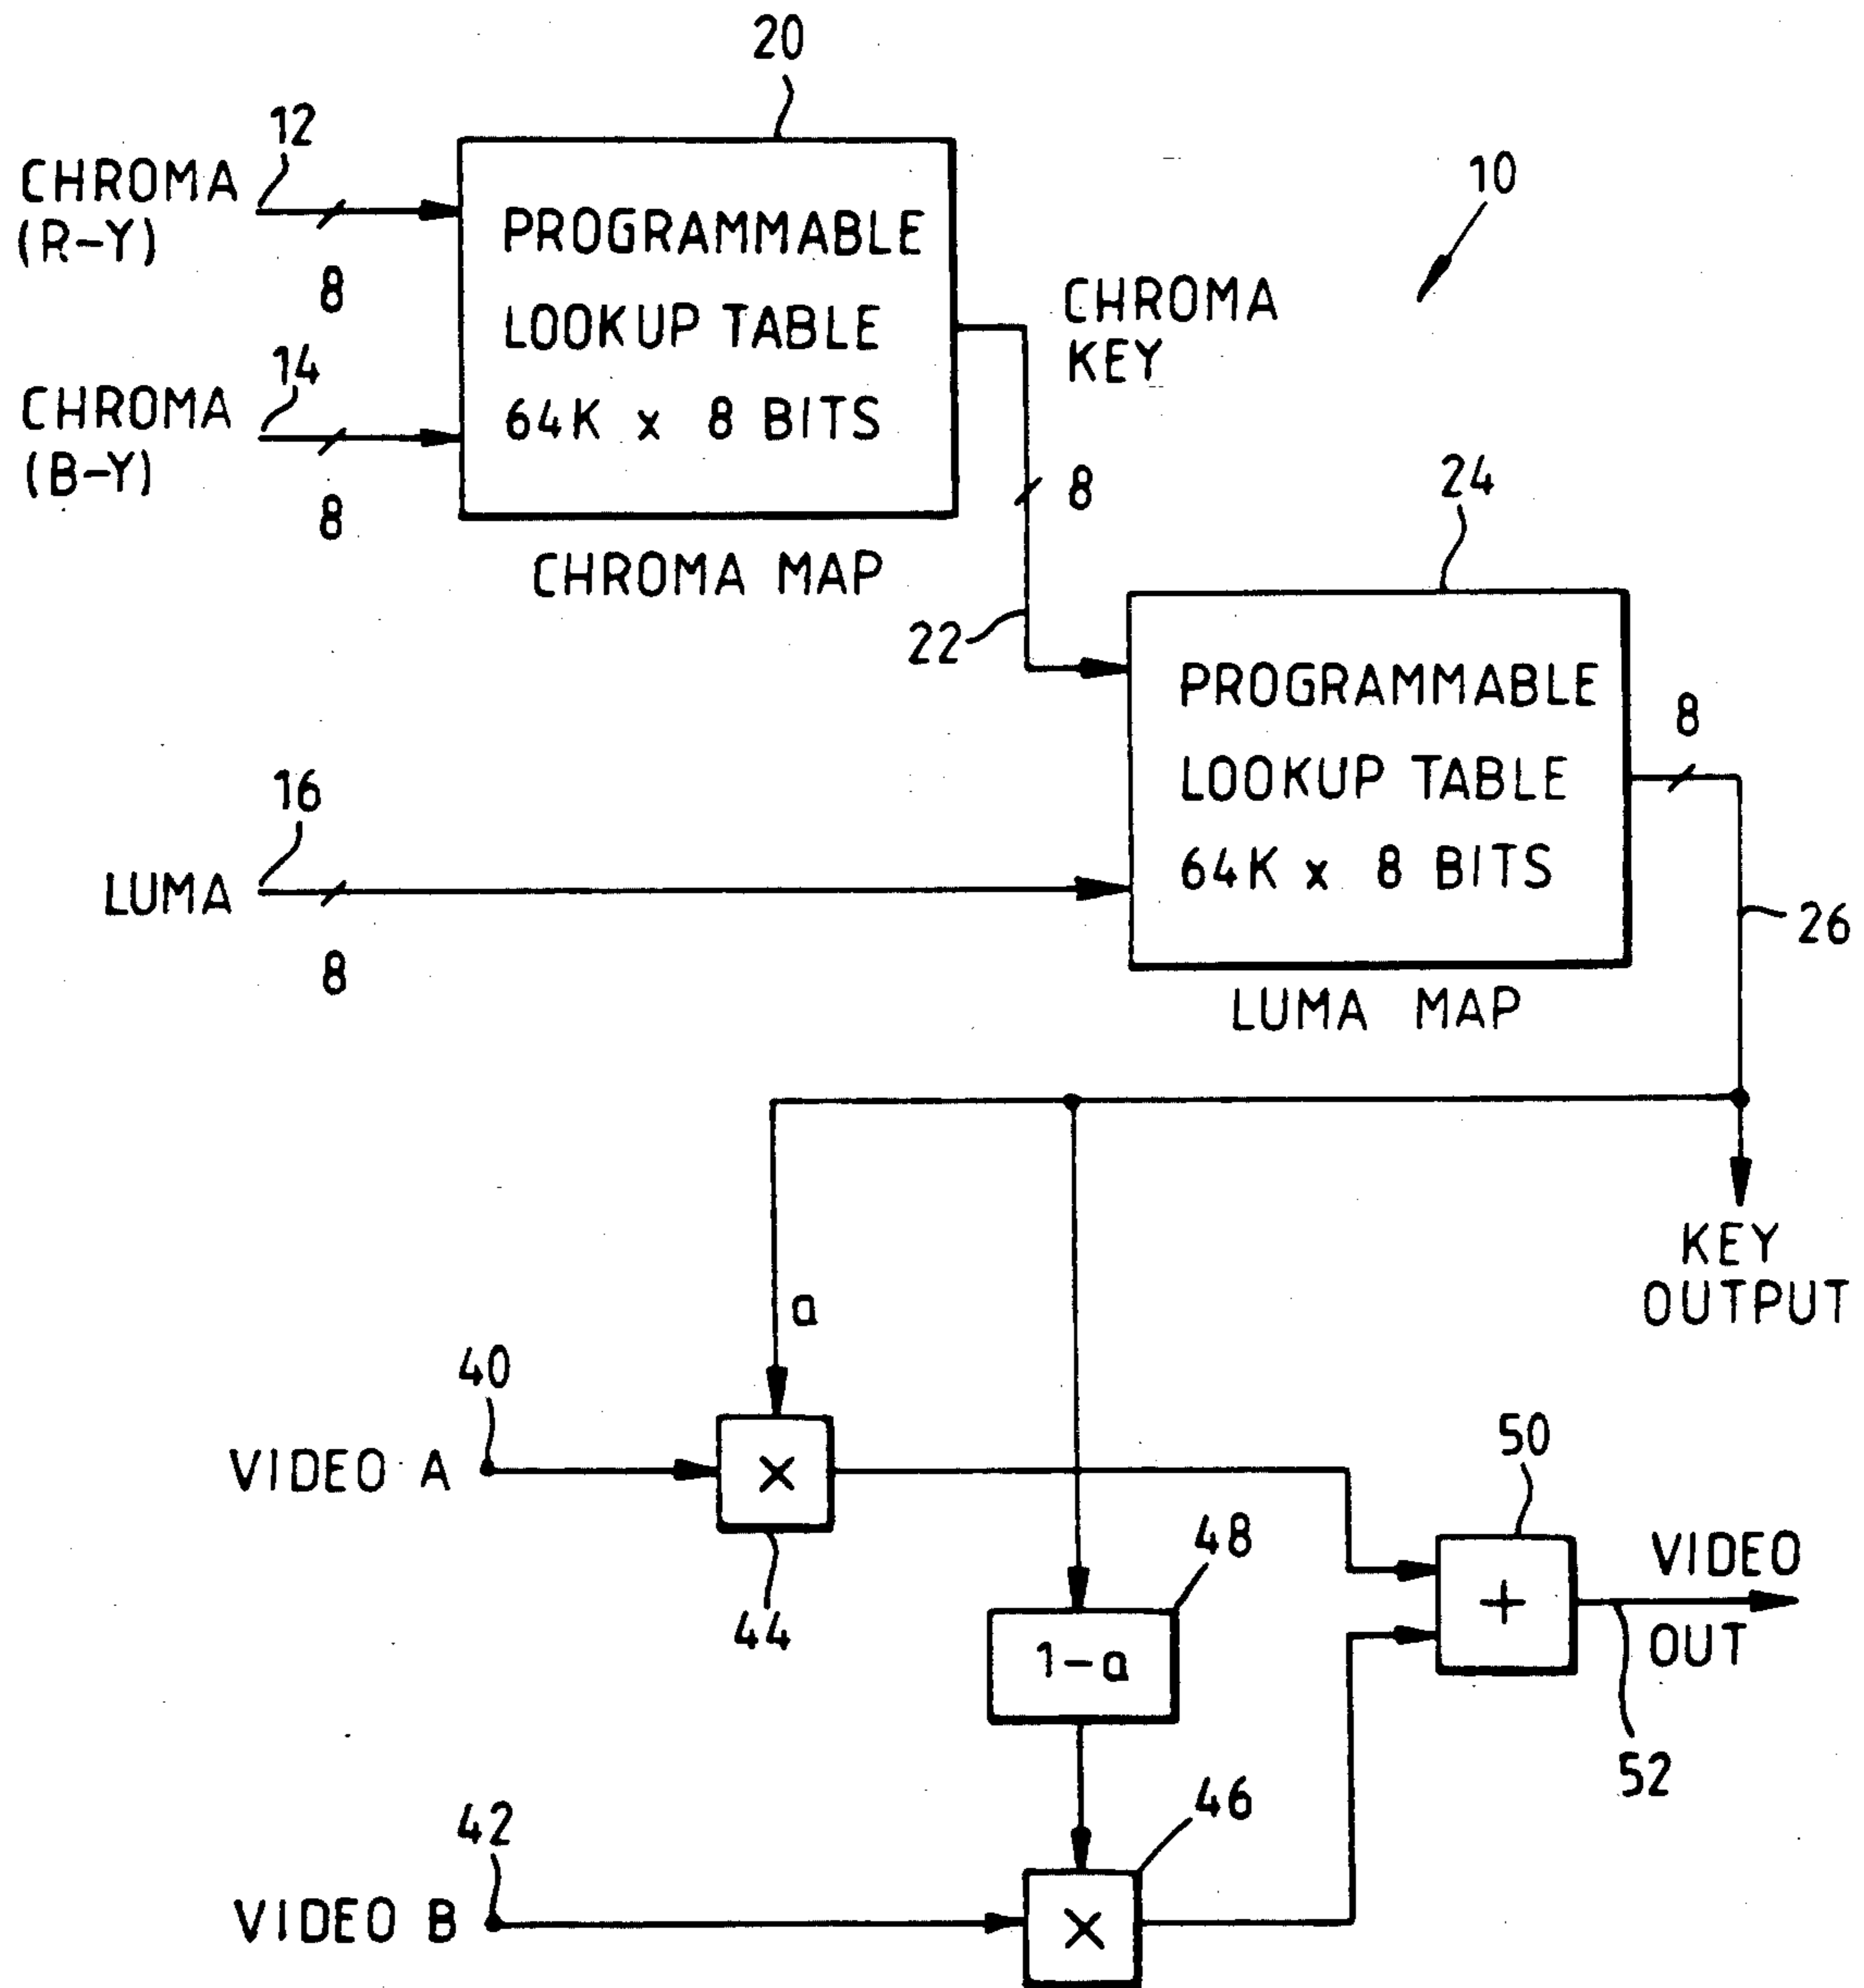 20
12
CHROMA
(R-Y)
8
10
PROGRAMMABLE
LOOKUP TABLE
64K x 8 BITS
CHROMA
KEY
14
CHROMA
(B-Y)
8
8
24
CHROMA MAP
22
PROGRAMMABLE
LOOKUP TABLE
64K x 8 BITS
8
16
LUMA
8
26
LUMA MAP
KEY
OUTPUT
a
40
VIDEO A
x
44
50
48
VIDEO
OUT
+
1-a
52
46
42
VIDEO B
x